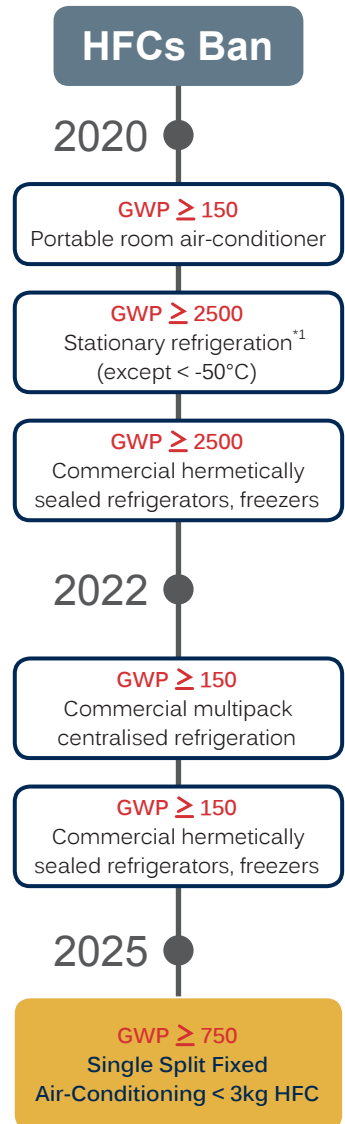 HFCs Ban
2020
GWP ≥ 150
Portable room air-conditioner
GWP ≥ 2500
Stationary refrigeration*1
(except < -50°C)
GWP ≥ 2500
Commercial hermetically
sealed refrigerators, freezers
2022
GWP ≥ 150
Commercial multipack
centralised refrigeration
GWP ≥ 150
Commercial hermetically
sealed refrigerators, freezers
2025
GWP ≥ 750
Single Split Fixed
Air-Conditioning < 3kg HFC